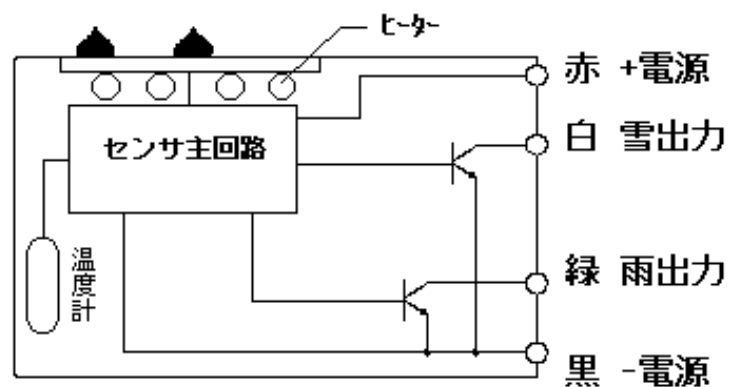 ﾋｰﾀｰ
赤 +電源
白 雪出力
センサ主回路
温度計
緑 雨出力
黒 -電源